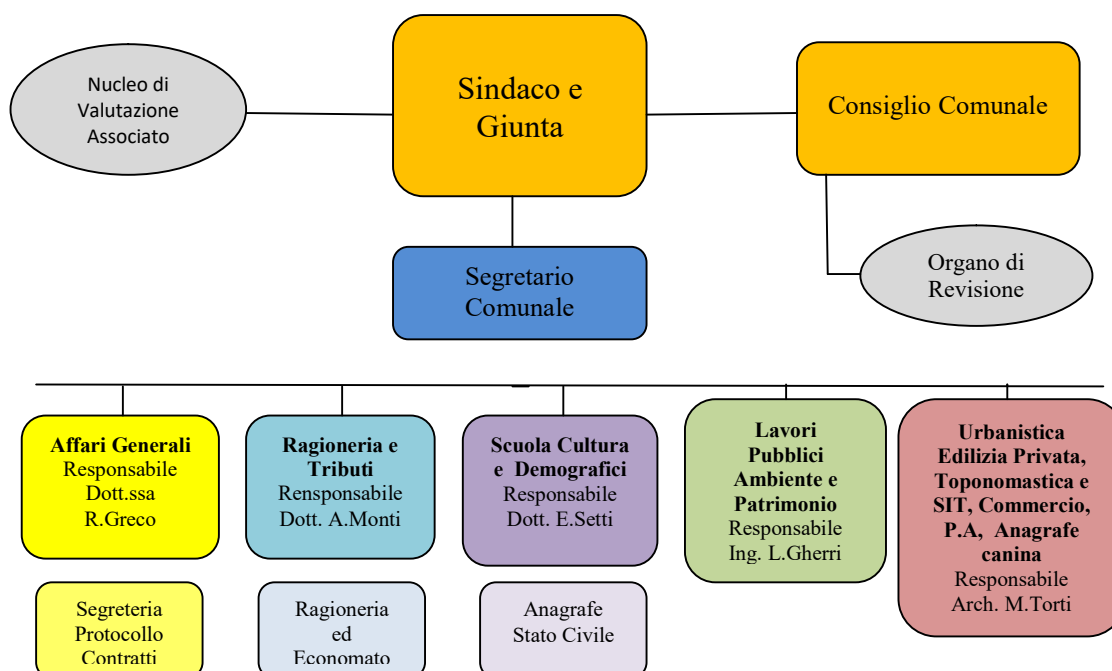 Nucleo di
Valutazione
Associato
Sindaco e
Giunta
Consiglio Comunale
Segretario
Comunale
Organo di
Revisione
Affari Generali
Responsabile
Dott.ssa
R.Greco
Ragioneria e
Tributi
Rensponsabile
Dott. A.Monti
Scuola Cultura
e Demografici
Responsabile
Dott. E.Setti
Lavori
Pubblici
Ambiente e
Patrimonio
Responsabile
Ing. L.Gherri
Urbanistica
Edilizia Privata,
Toponomastica e
SIT, Commercio,
P.A, Anagrafe
canina
Responsabile
Arch. M.Torti
Segreteria
Protocollo
Contratti
Ragioneria
ed
Economato
Anagrafe
Stato Civile